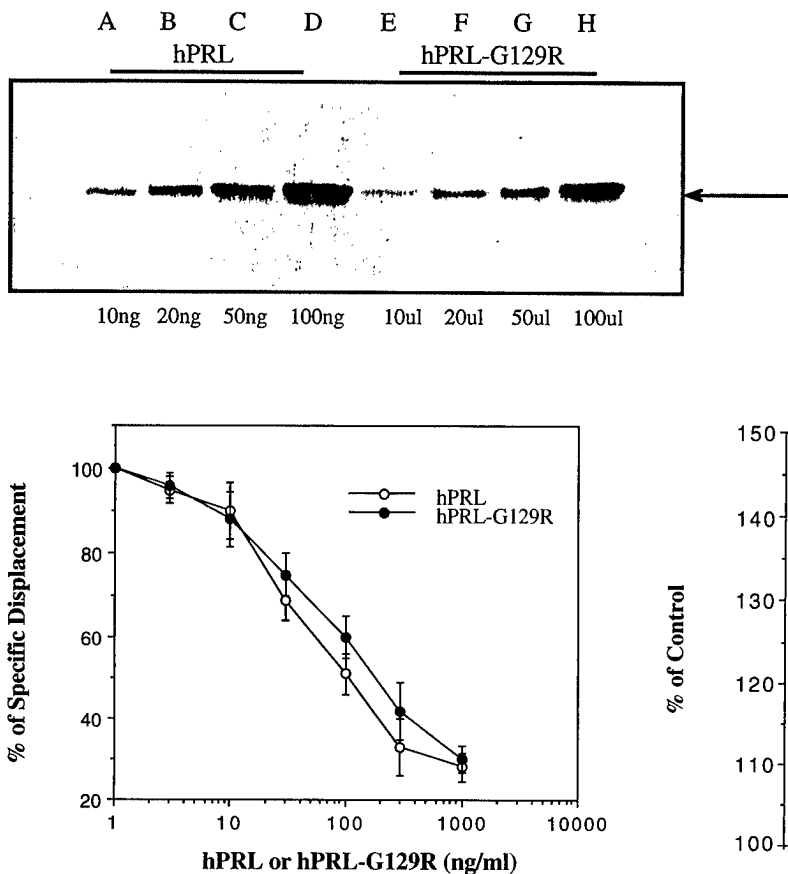 A B C D E F G H
hPRL hPRL-G129R
10ng 20ng 50ng 100ng 10ul 20ul 50ul 100ul
% of Specific Displacement
100
80
60
40
20
hPRL
hPRL-G129R
1 10 100 1000 10000
hPRL or hPRL-G129R (ng/ml)
% of Control
150
140
130
120
110
100